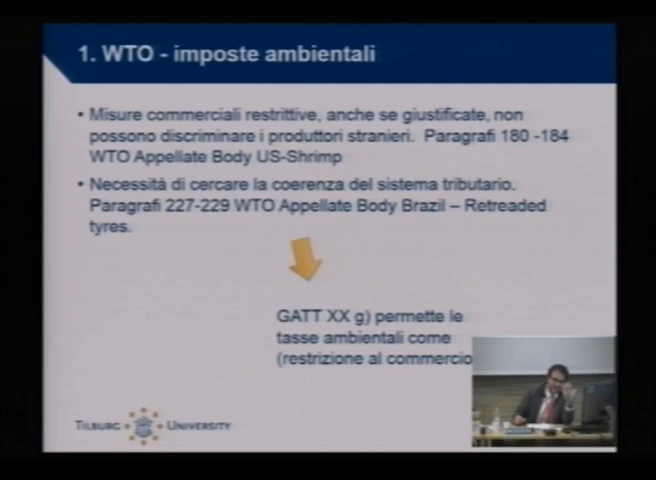 1. WTO - imposte ambientali
• Misure commerciali restrittive, anche se giustificate, non
possono discriminare i produttori stranieri. Paragrafi 180 -184
WTO Appellate Body US-Shrimp
• Necessità di cercare la coerenza del sistema tributario.
Paragrafi 227-229 WTO Appellate Body Brazil – Retreaded
tyres.
GATT XX g) permette le
tasse ambientali come
(restrizione al commercio
TILBURG UNIVERSITY